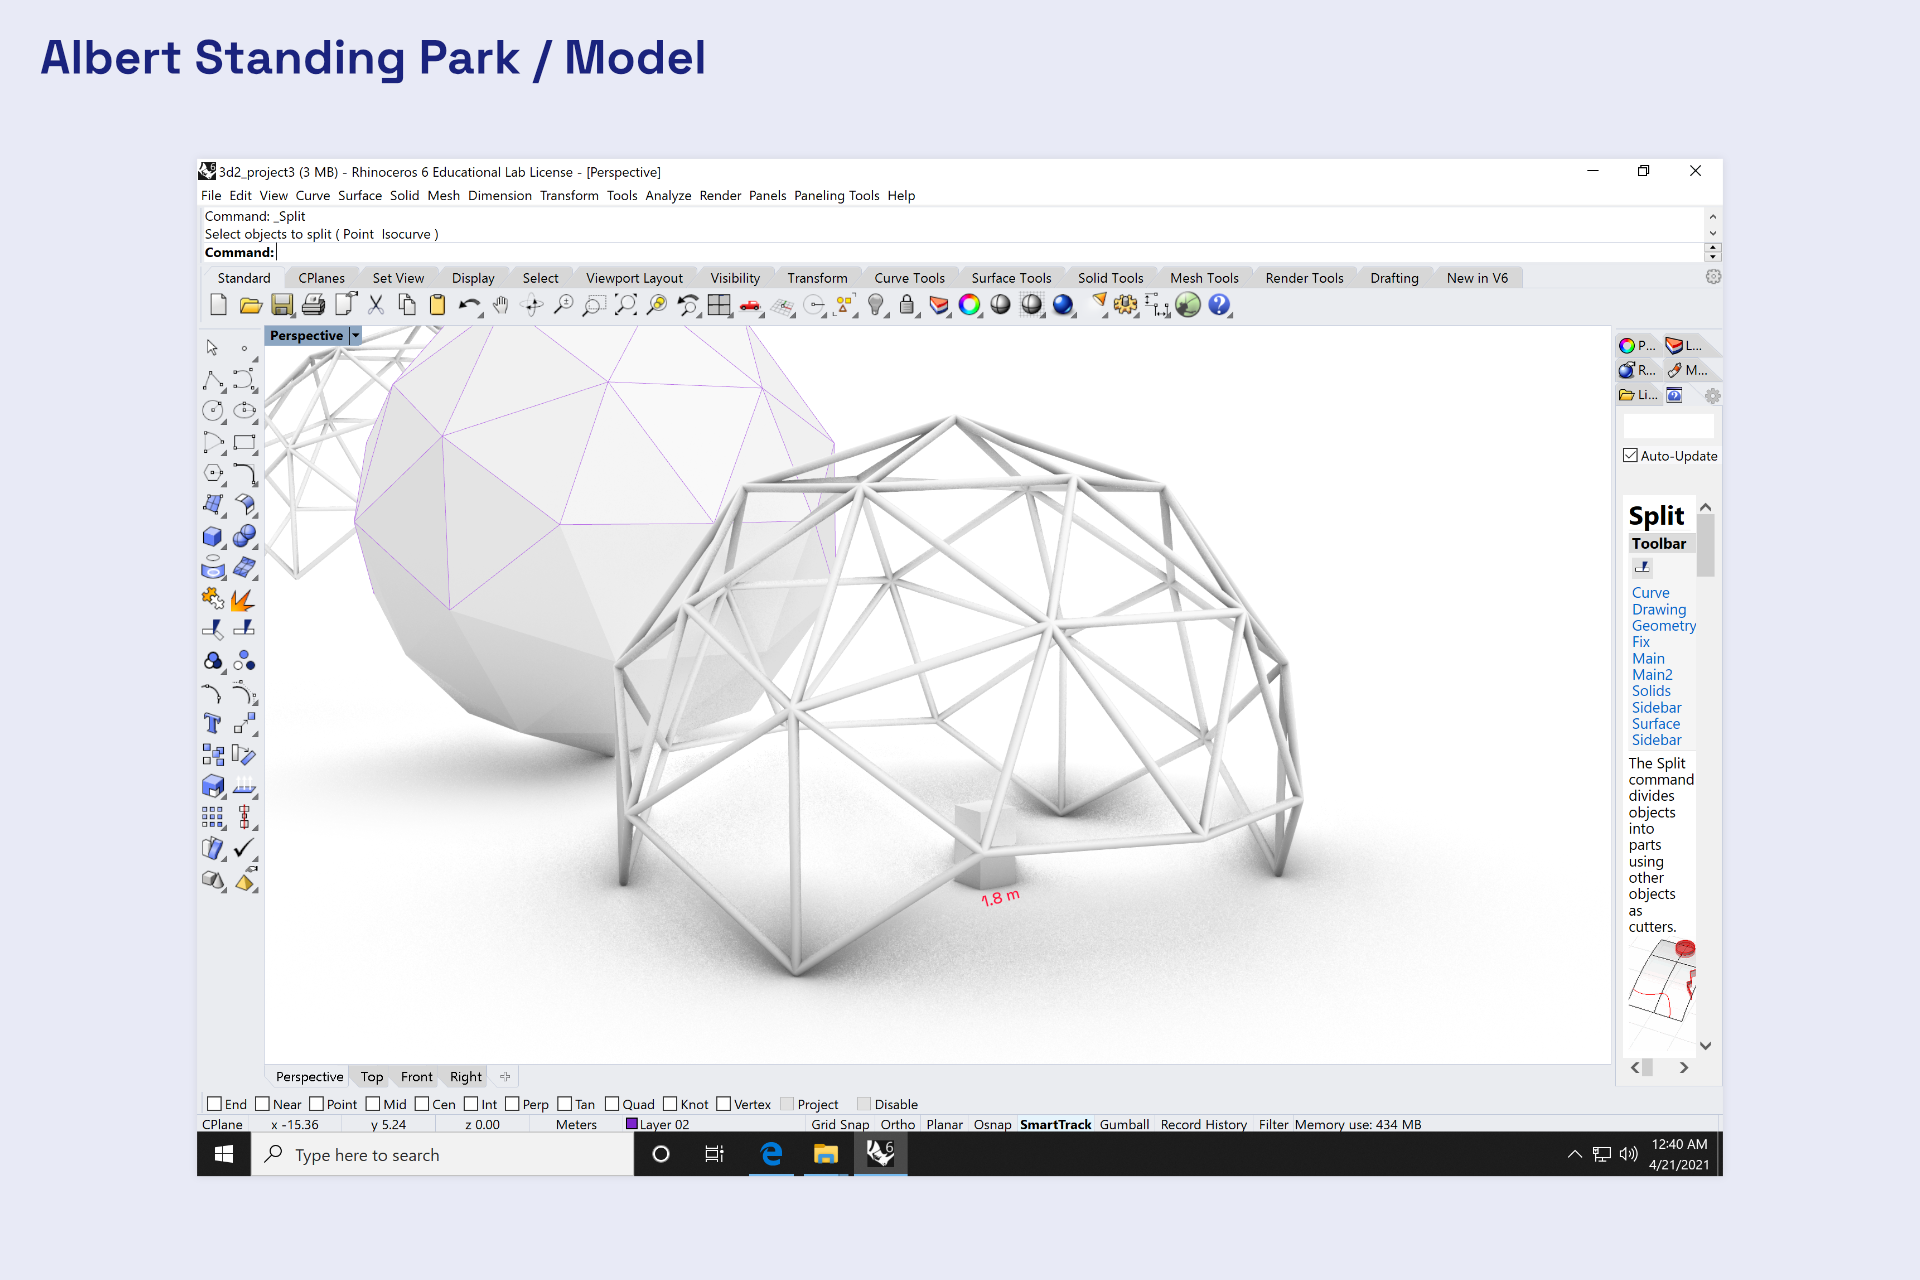 Albert Standing Park / Model
3d2_project3 (3 MB) - Rhinoceros 6 Educational Lab License - [Perspective]
File Edit View Curve Surface Solid Mesh Dimension Transform Tools Analyze Render Panels Paneling Tools Help
Command: _Split
Select objects to split ( Point Isocurve )
Command:
Standard CPlanes Set View Display Select Viewport Layout Visibility Transform Curve Tools Surface Tools Solid Tools Mesh Tools Render Tools Drafting New in V6
Perspective
P... L...
R... M...
Li...
Auto-Update
Split
Toolbar
Curve
Drawing
Geometry
Fix
Main
Main2
Solids
Sidebar
Surface
Sidebar
The Split
command
divides
objects
into
parts
using
other
objects
as
cutters.
1.8 m
Perspective Top Front Right
End Near Point Mid Cen Int Perp Tan Quad Knot Vertex Project Disable
CPlane x -15.36 y 5.24 z 0.00 Meters Layer 02 Grid Snap Ortho Planar Osnap SmartTrack Gumball Record History Filter Memory use: 434 MB
Type here to search
6
12:40 AM
4/21/2021